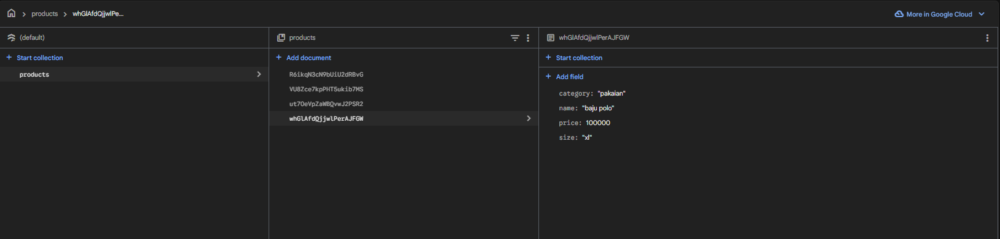 products whGlAfdQjjwlPe... More in Google Cloud
(default)
Start collection
products
products
Add document
R6ikqN3cN9bUiU2dRBvG
VU8Zce7kpPHT5ukib7MS
ut7OeVpZaWBQvwJ2PSR2
whGlAfdQjjwlPerAJFGW
whGlAfdQjjwlPerAJFGW
Start collection
Add field
category: "pakaian"
name: "baju polo"
price: 100000
size: "xl"